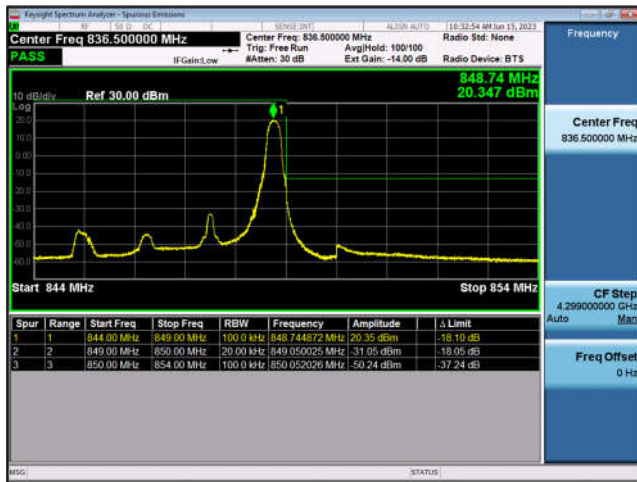 Keysight Spectrum Analyzer - Spurious Emissions
RF 50 Ω DC SENSE:INT ALIGN AUTO 10:32:54 AM Jun 15, 2023
Center Freq 836.500000 MHz
PASS
IFGain:Low
Center Freq: 836.500000 MHz
Trig: Free Run Avg|Hold: 100/100
#Atten: 30 dB Ext Gain: -14.00 dB
Radio Std: None
Radio Device: BTS
848.74 MHz
20.347 dBm
10 dB/div Ref 30.00 dBm
Log
1
20.0
10.0
0.00
-10.0
-20.0
-30.0
-40.0
-50.0
-60.0
Start 844 MHz Stop 854 MHz
Spur Range Start Freq Stop Freq RBW Frequency Amplitude Δ Limit
1 1 844.00 MHz 849.00 MHz 100.0 kHz 848.744872 MHz 20.35 dBm -18.10 dB
2 2 849.00 MHz 850.00 MHz 20.00 kHz 849.050025 MHz -31.05 dBm -18.05 dB
3 3 850.00 MHz 854.00 MHz 100.0 kHz 850.052026 MHz -50.24 dBm -37.24 dB
MSG STATUS
Frequency
Center Freq
836.500000 MHz
CF Step
4.299000000 GHz
Auto Man
Freq Offset
0 Hz